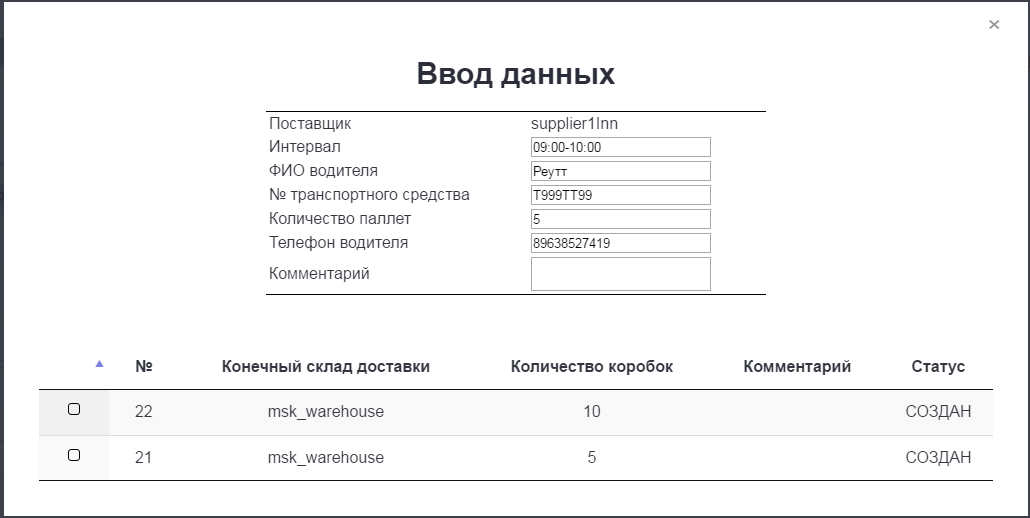 ×
Ввод данных
Поставщик supplier1Inn
Интервал 09:00-10:00
ФИО водителя Реутт
№ транспортного средства Т999ТТ99
Количество паллет 5
Телефон водителя 89638527419
Комментарий
№ Конечный склад доставки Количество коробок Комментарий Статус
22 msk_warehouse 10 СОЗДАН
21 msk_warehouse 5 СОЗДАН